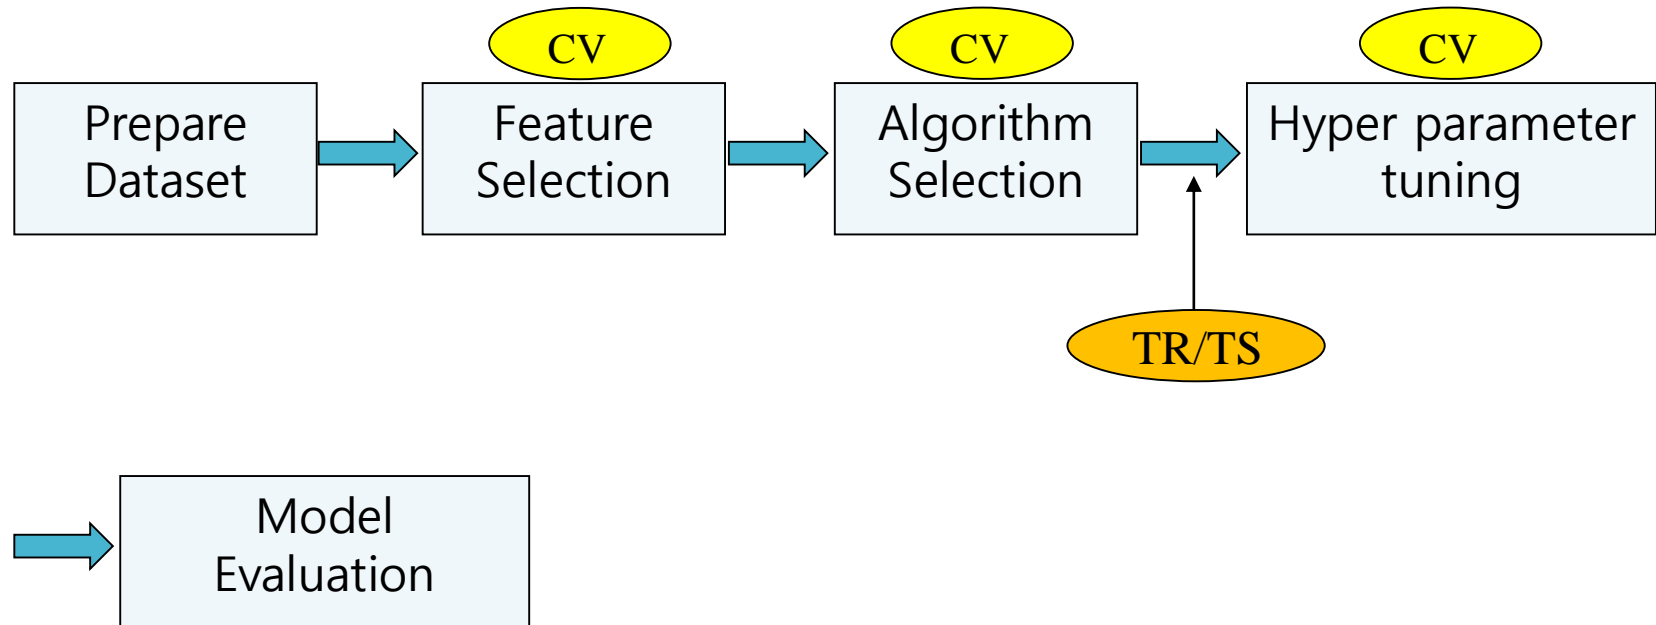 CV
CV
CV
Prepare
Dataset
Feature
Selection
Algorithm
Selection
Hyper parameter
tuning
TR/TS
Model
Evaluation